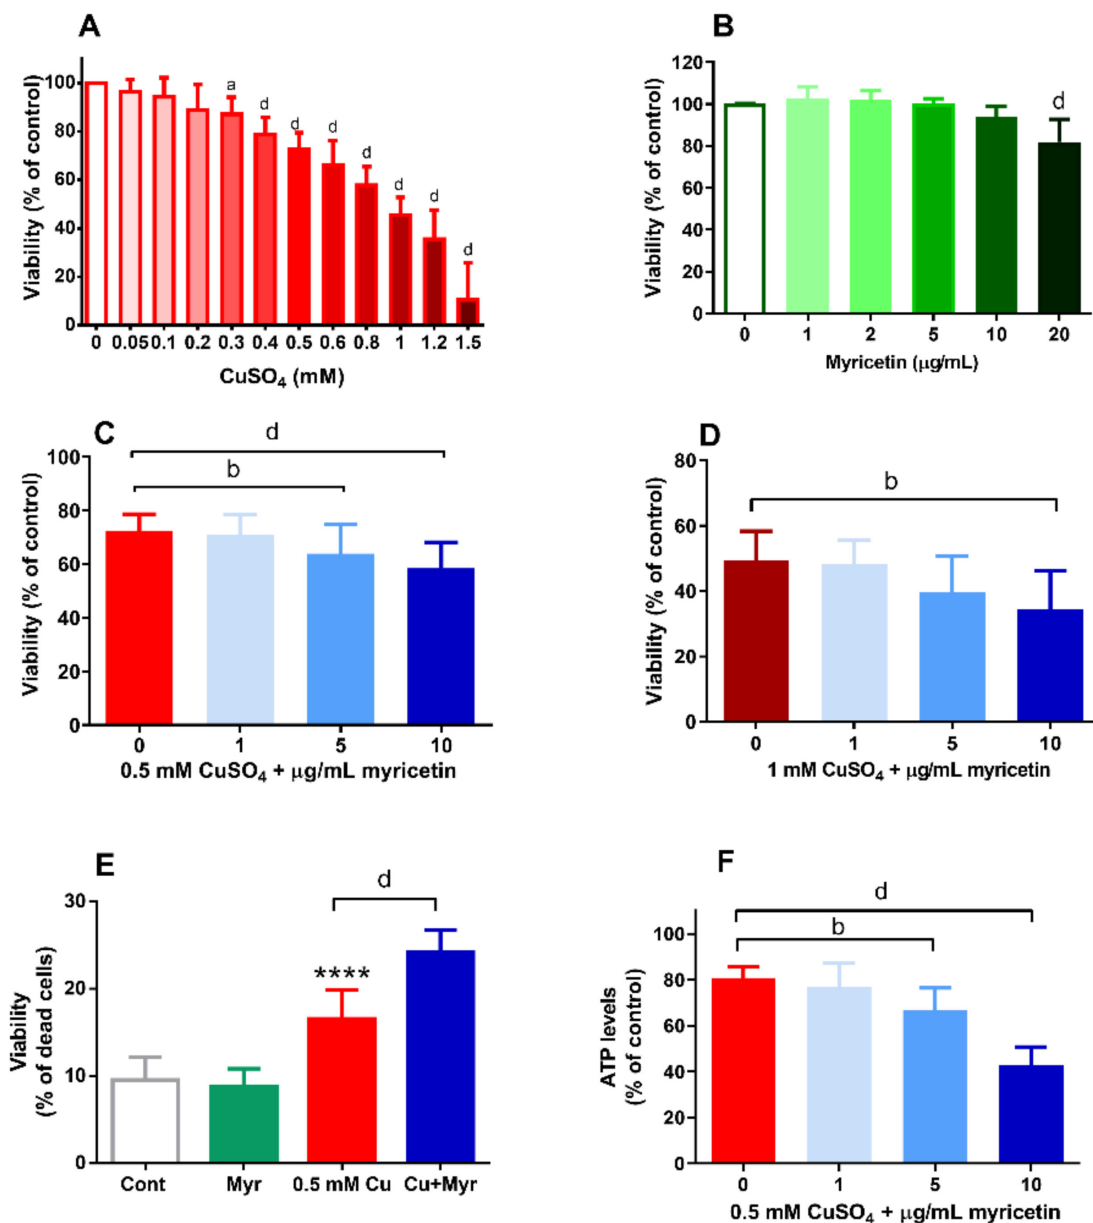 A
Viability (% of control)
100
80
60
40
20
0
a
d
d
d
d
d
d
d
0 0.05 0.1 0.2 0.3 0.4 0.5 0.6 0.8 1 1.2 1.5
CuSO₄ (mM)
B
Viability (% of control)
120
100
80
60
40
20
0
d
0 1 2 5 10 20
Myricetin (μg/mL)
C
Viability (% of control)
100
80
60
40
20
0
d
b
0 1 5 10
0.5 mM CuSO₄ + μg/mL myricetin
D
Viability (% of control)
80
60
40
20
0
b
0 1 5 10
1 mM CuSO₄ + μg/mL myricetin
E
Viability
(% of dead cells)
30
20
10
0
d
****
Cont Myr 0.5 mM Cu Cu+Myr
F
ATP levels
(% of control)
100
80
60
40
20
0
d
b
0 1 5 10
0.5 mM CuSO₄ + μg/mL myricetin